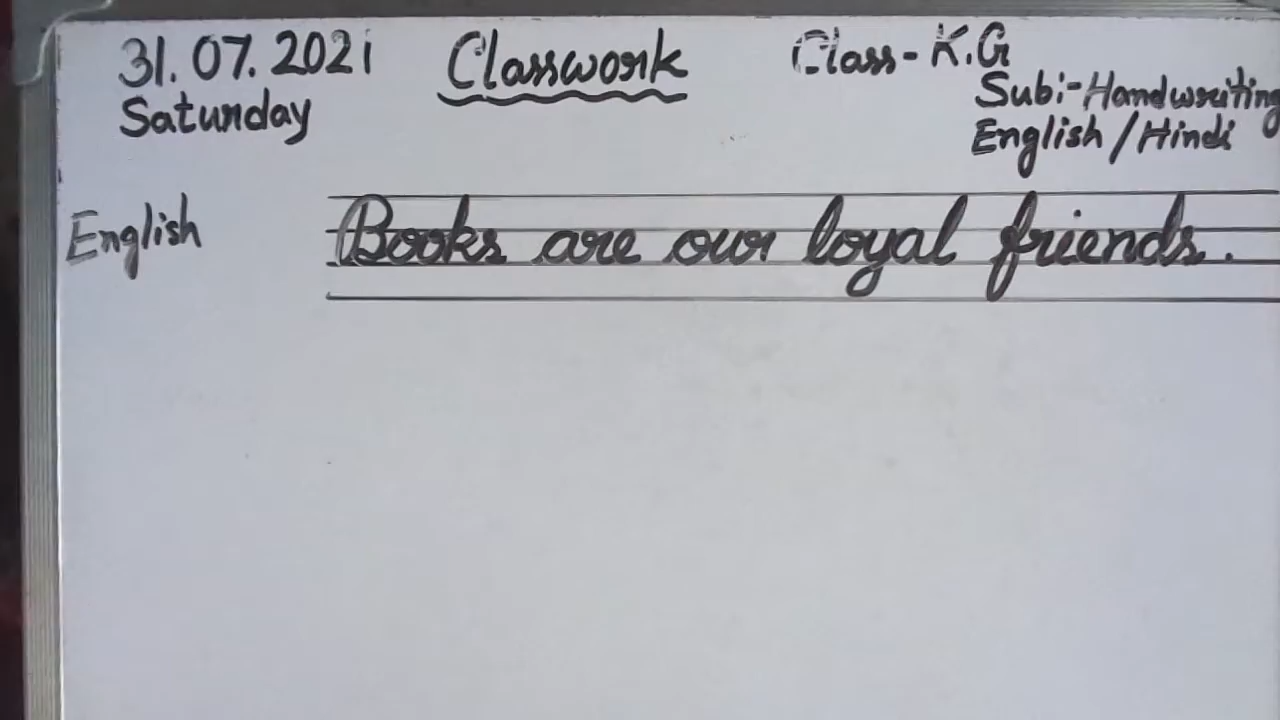 31.07.2021 Classwork Class-K.G
Saturday Sub:-Handwriting
English/Hindi
English Books are our loyal friends.